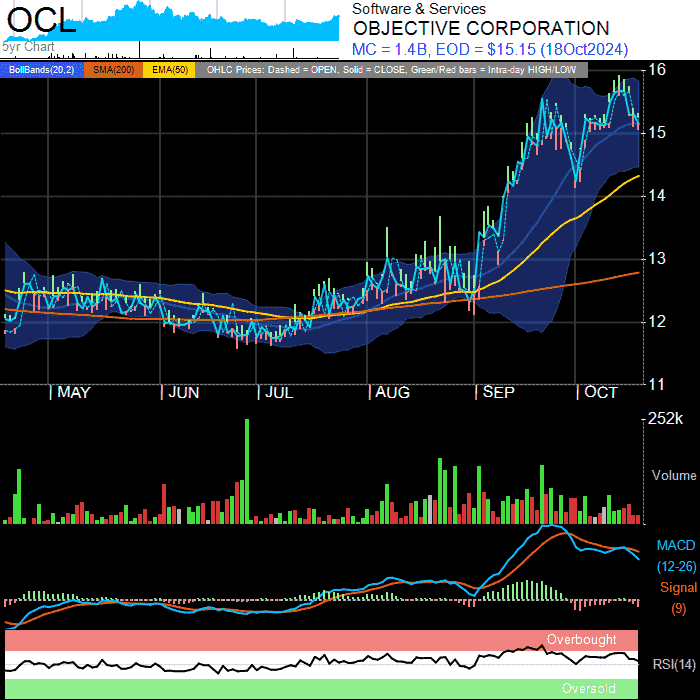 OCL
5yr Chart
Software & Services
OBJECTIVE CORPORATION
MC = 1.4B, EOD = $15.15 (18Oct2024)
BollBands(20,2) SMA(200) EMA(50) OHLC Prices: Dashed = OPEN, Solid = CLOSE, Green/Red bars = Intra-day HIGH/LOW
16
15
14
13
12
11
| MAY | JUN | JUL | AUG | SEP | OCT
252k
Volume
MACD
(12-26)
Signal
(9)
Overbought
RSI(14)
Oversold